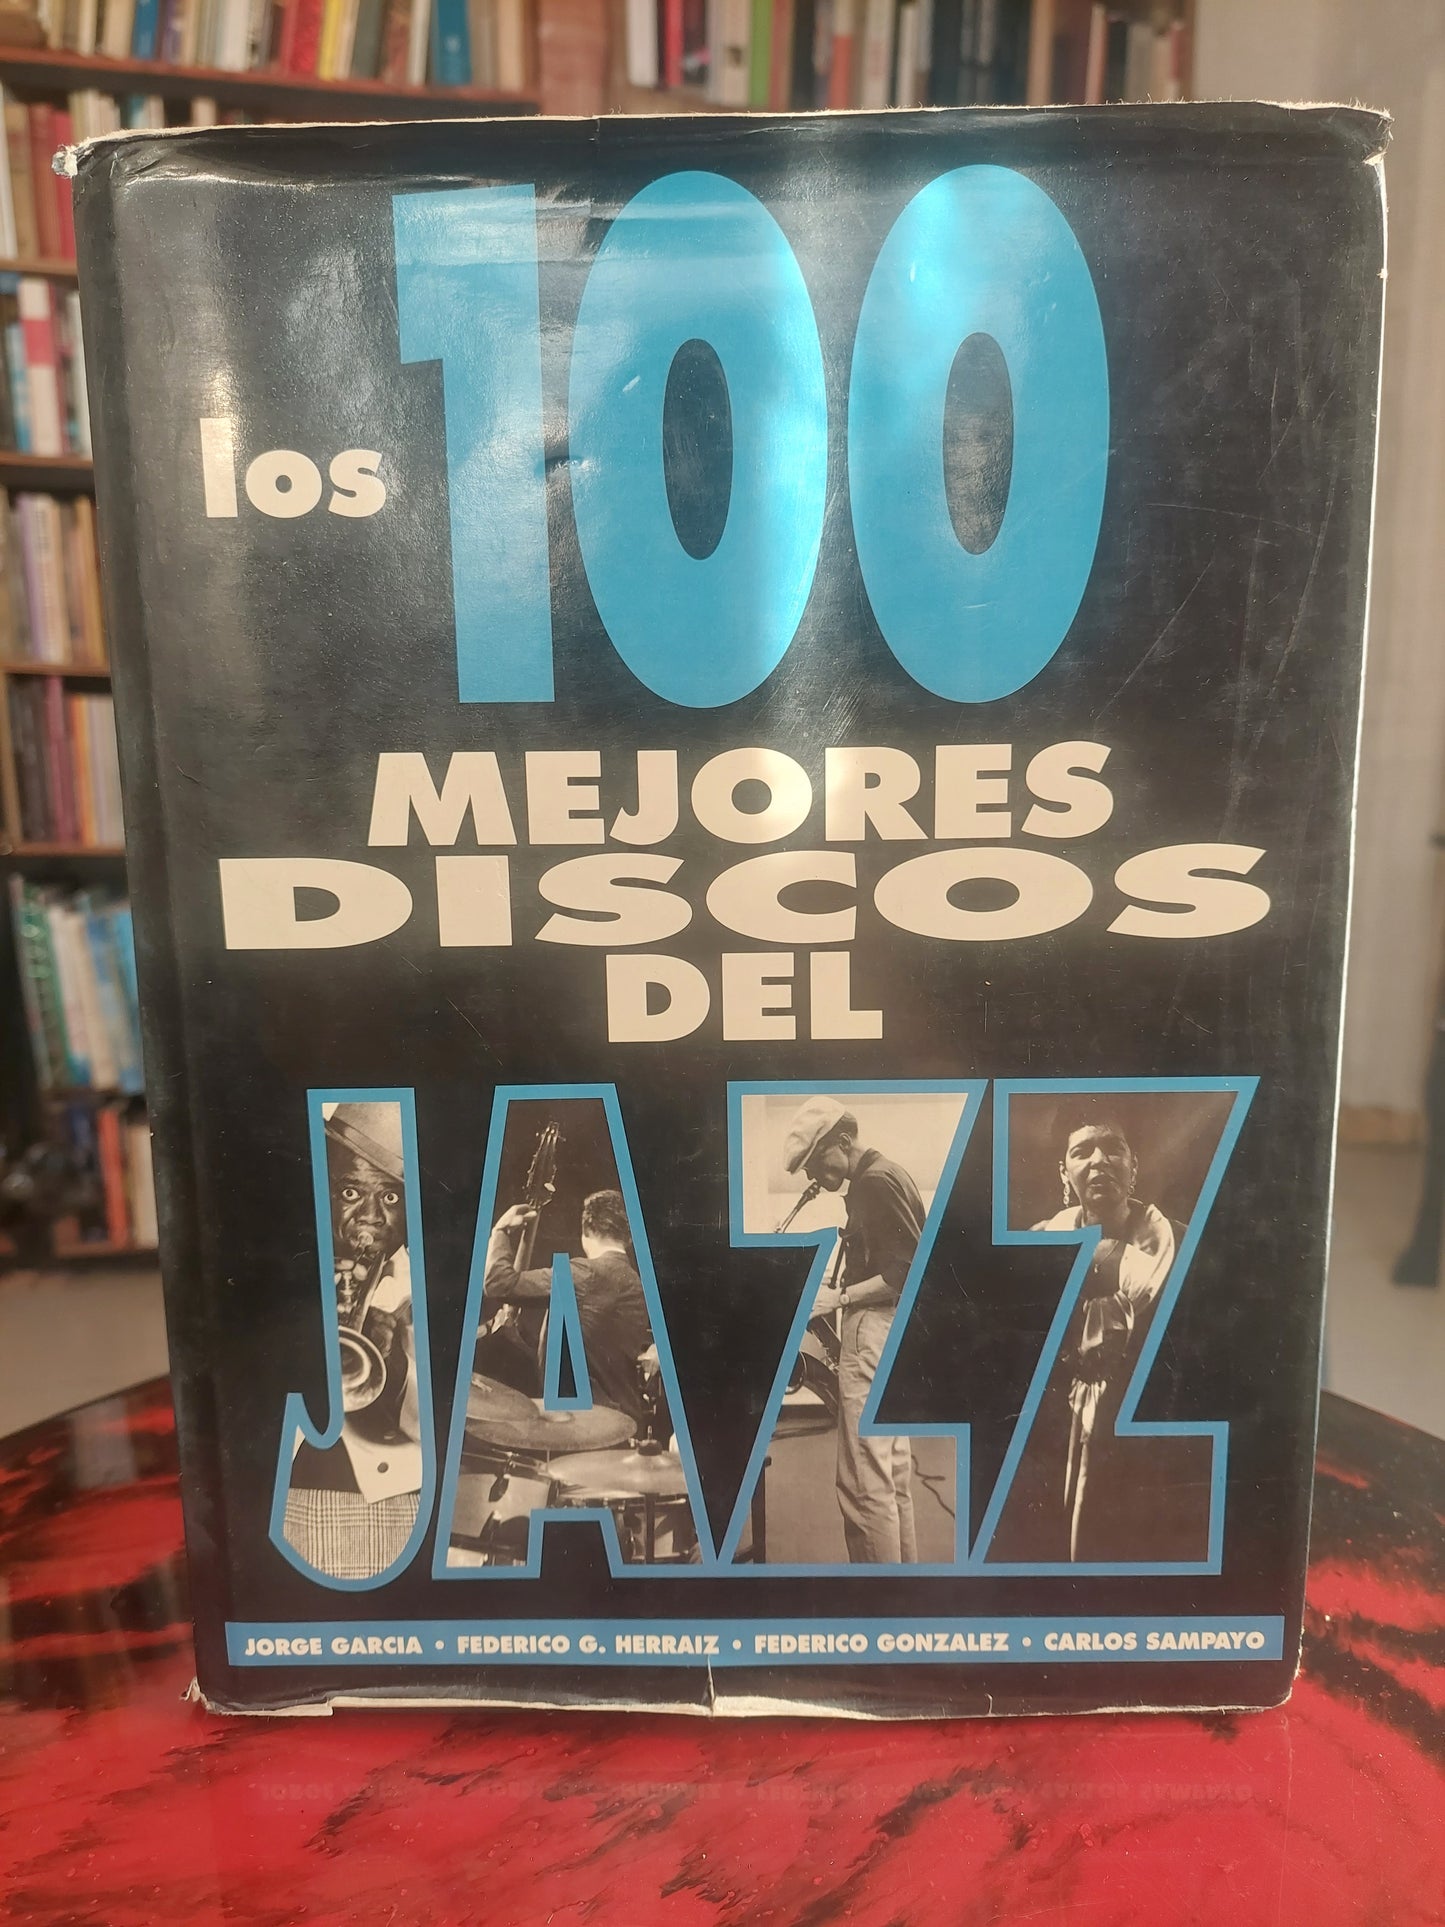 los 100
MEJORES
DISCOS
DEL
JAZZ
JORGE GARCIA • FEDERICO G. HERRAIZ • FEDERICO GONZALEZ • CARLOS SAMPAYO